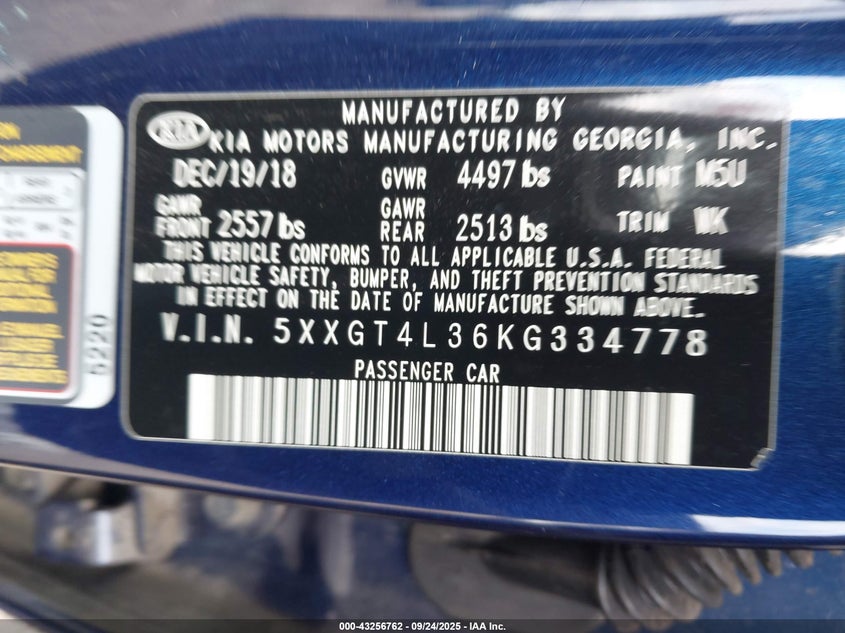 MANUFACTURED BY
KIA KIA MOTORS MANUFACTURING GEORGIA, INC.
DEC/19/18 GVWR 4497 lbs PAINT M5U
GAWR FRONT 2557 lbs GAWR REAR 2513 lbs TRIM WK
THIS VEHICLE CONFORMS TO ALL APPLICABLE U.S.A. FEDERAL
MOTOR VEHICLE SAFETY, BUMPER, AND THEFT PREVENTION STANDARDS
IN EFFECT ON THE DATE OF MANUFACTURE SHOWN ABOVE.
V.I.N. 5XXGT4L36KG334778
PASSENGER CAR
5220
000-43256762 - 09/24/2025 - IAA Inc.